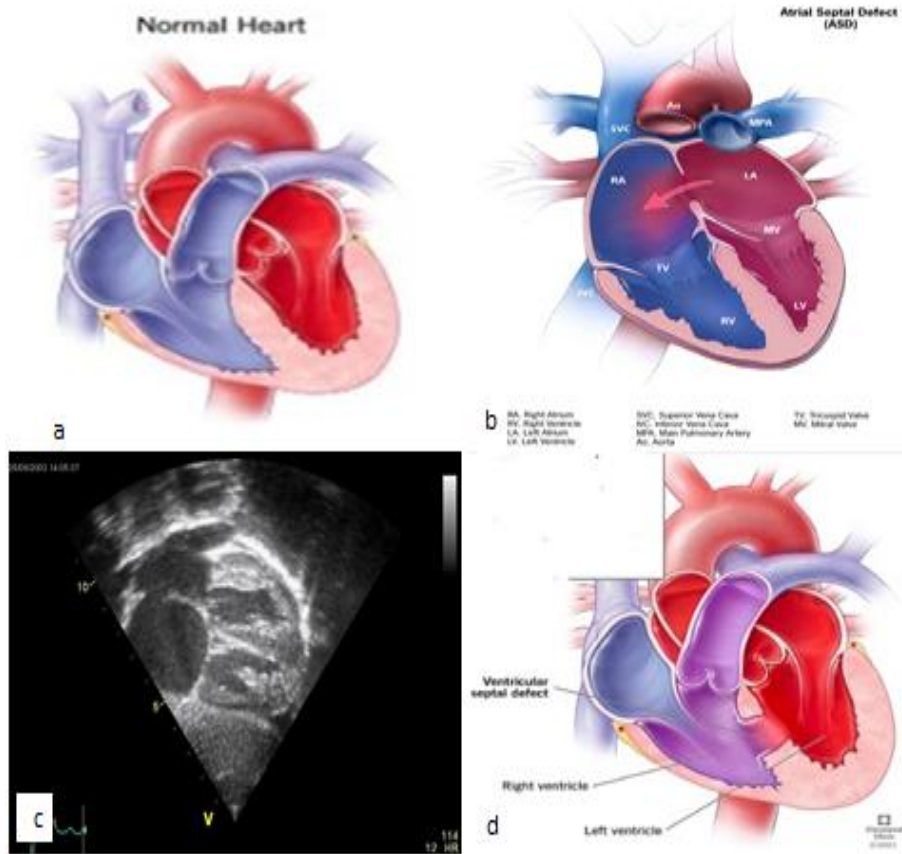 Normal Heart
a
Atrial Septal Defect
(ASD)
Ao
SVC
MPA
RA
LA
MV
TV
LV
RV
b
RA. Right Atrium
RV. Right Ventricle
LA. Left Atrium
LV. Left Ventricle
SVC. Superior Vena Cava
IVC. Inferior Vena Cava
MPA. Main Pulmonary Artery
Ao. Aorta
TV. Tricuspid Valve
MV. Mitral Valve
10
5
V
c
114
12 HR
Ventricular
septal defect
Right ventricle
Left ventricle
d